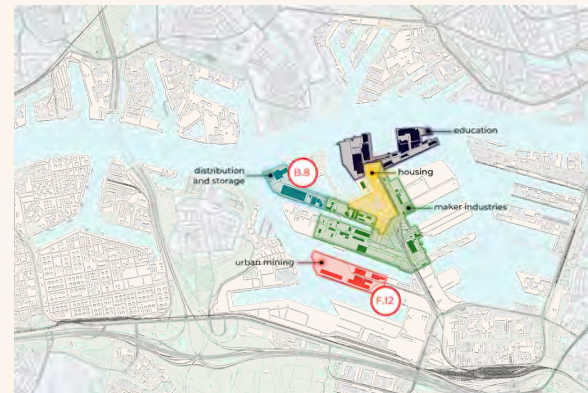 education
distribution
and storage
B.8
housing
maker industries
urban mining
F.12